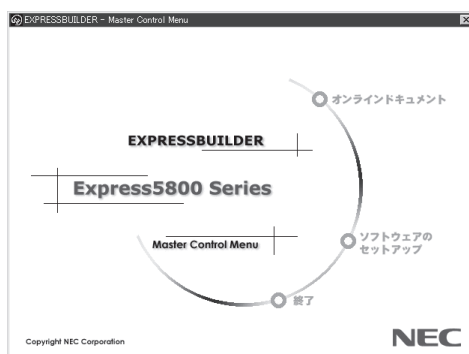 EXPRESSBUILDER - Master Control Menu
オンラインドキュメント
EXPRESSBUILDER
Express5800 Series
ソフトウェアの
セットアップ
Master Control Menu
終了
Copyright NEC Corporation
NEC